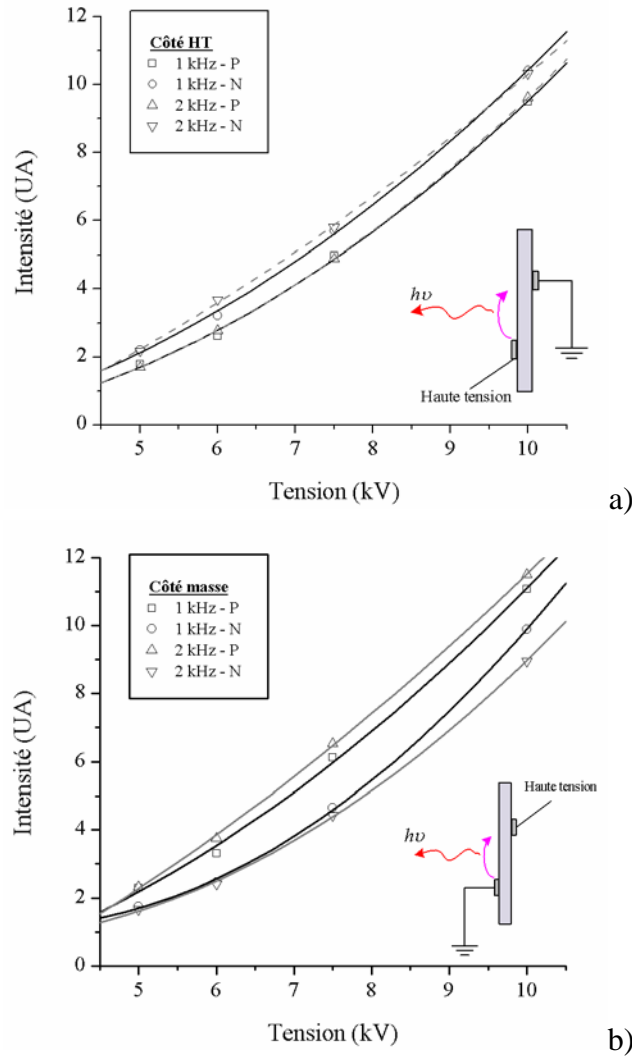 12
10
8
6
4
2
0
Intensité (UA)
Côté HT
1 kHz - P
1 kHz - N
2 kHz - P
2 kHz - N
hυ
Haute tension
5
6
7
8
9
10
Tension (kV)
a)
12
10
8
6
4
2
0
Intensité (UA)
Côté masse
1 kHz - P
1 kHz - N
2 kHz - P
2 kHz - N
Haute tension
hυ
5
6
7
8
9
10
Tension (kV)
b)